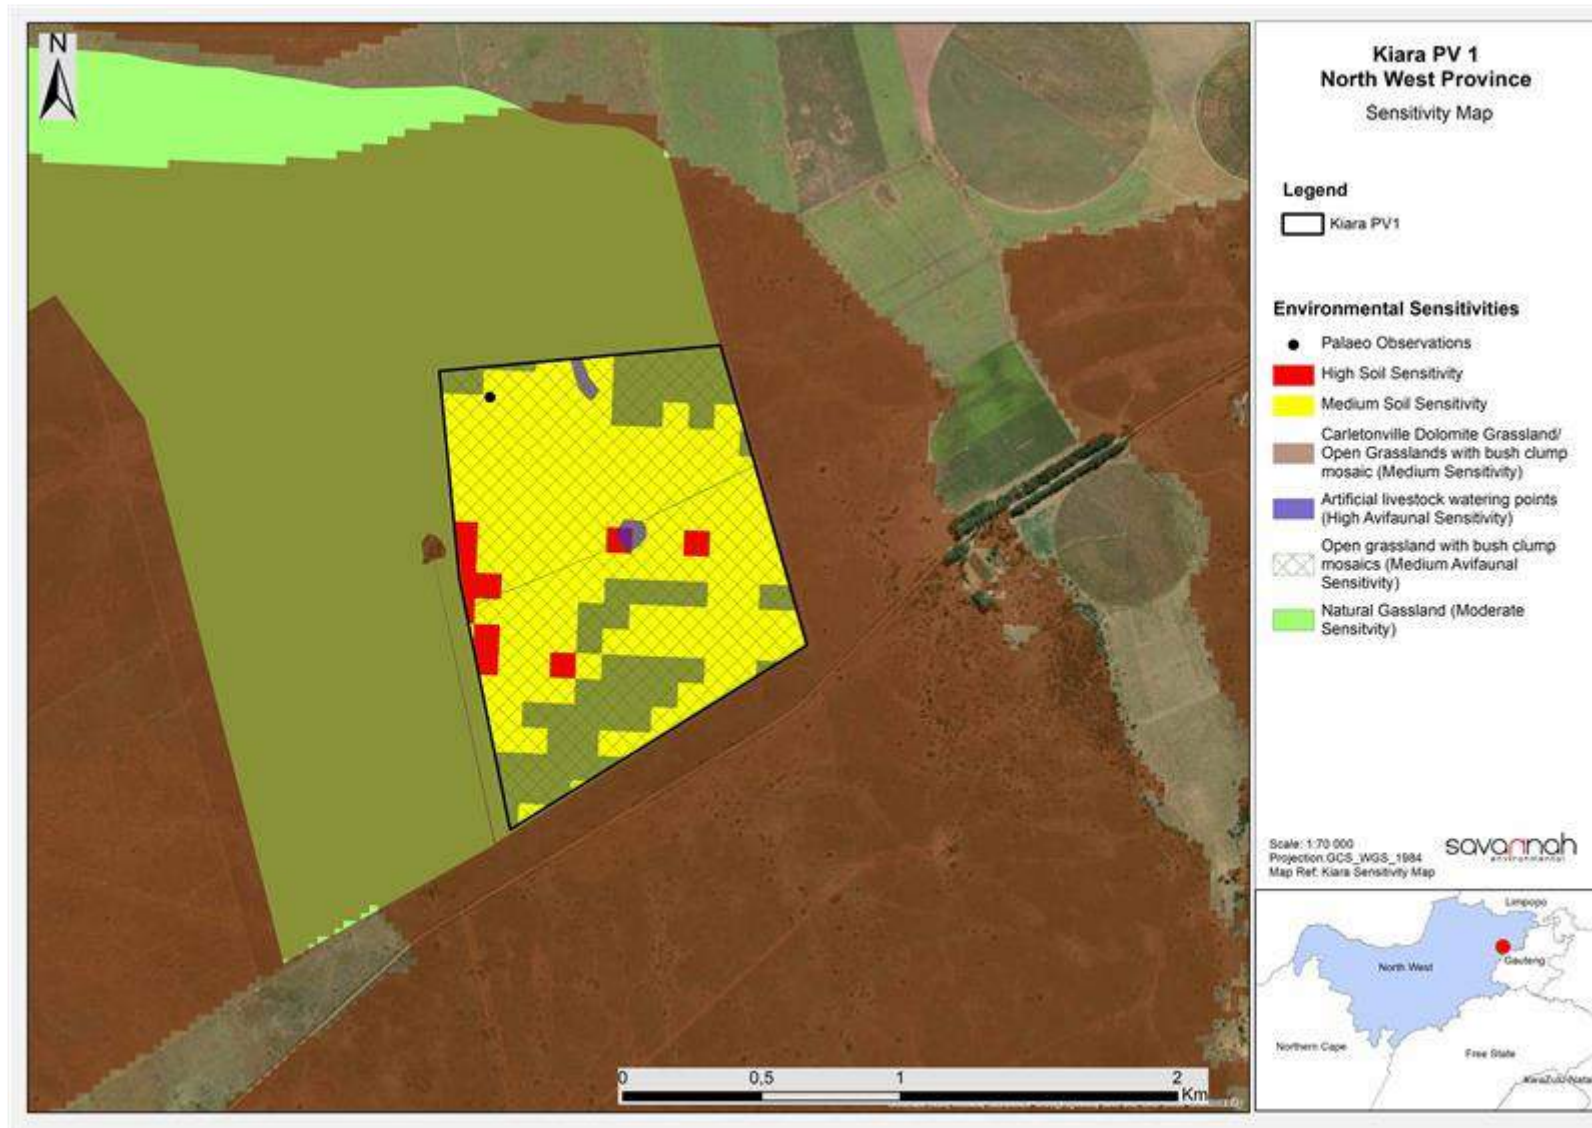 N
Kiara PV 1
North West Province
Sensitivity Map
Legend
Kiara PV1
Environmental Sensitivities
Palaeo Observations
High Soil Sensitivity
Medium Soil Sensitivity
Carletonville Dolomite Grassland/
Open Grasslands with bush clump
mosaic (Medium Sensitivity)
Artificial livestock watering points
(High Avifaunal Sensitivity)
Open grassland with bush clump
mosaics (Medium Avifaunal
Sensitivity)
Natural Gassland (Moderate
Sensitvity)
Scale: 1:70 000
Projection:GCS_WGS_1984
Map Ref: Kiara Sensitivity Map
savannah
environmental
Limpopo
North West
Gauteng
Northern Cape
Free State
0 0,5 1 2
Km